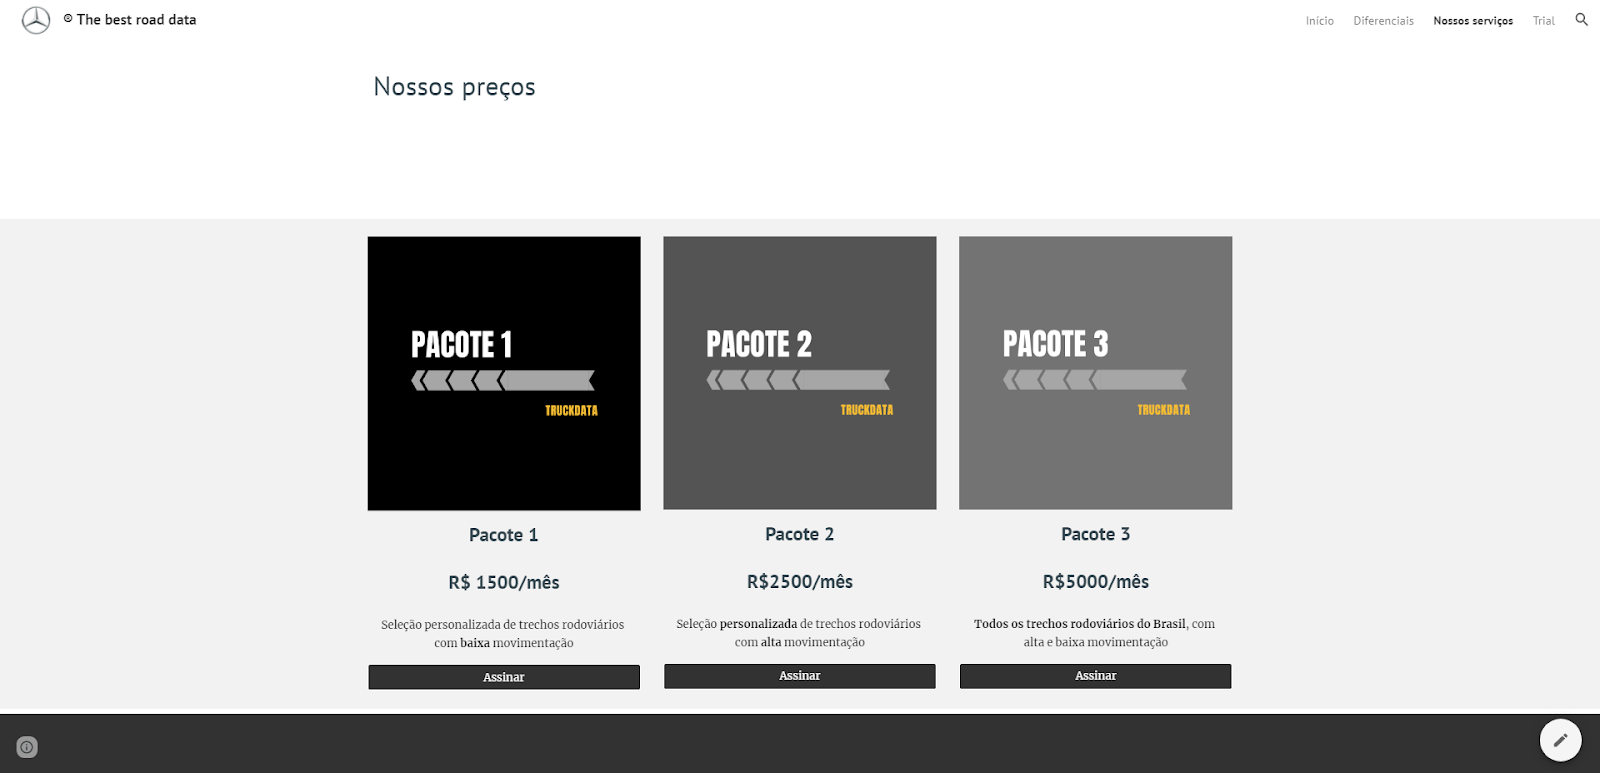 © The best road data
Início Diferenciais Nossos serviços Trial
Nossos preços
PACOTE 1
TRUCKDATA
PACOTE 2
TRUCKDATA
PACOTE 3
TRUCKDATA
Pacote 1
R$ 1500/mês
Seleção personalizada de trechos rodoviários
com baixa movimentação
Assinar
Pacote 2
R$2500/mês
Seleção personalizada de trechos rodoviários
com alta movimentação
Assinar
Pacote 3
R$5000/mês
Todos os trechos rodoviários do Brasil, com
alta e baixa movimentação
Assinar